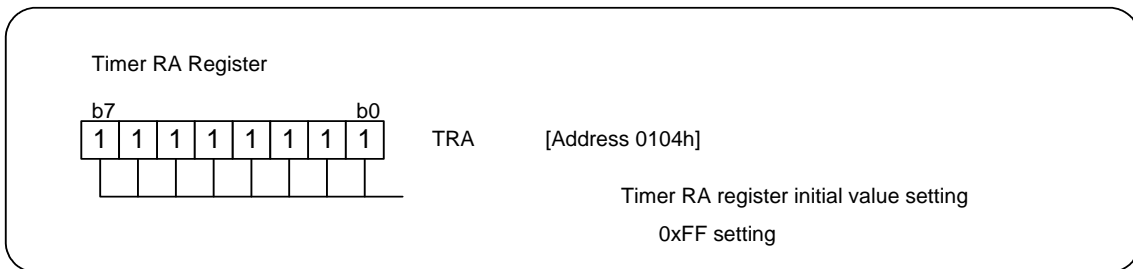 Timer RA Register
b7 b0
1 1 1 1 1 1 1 1 TRA [Address 0104h]
Timer RA register initial value setting
0xFF setting